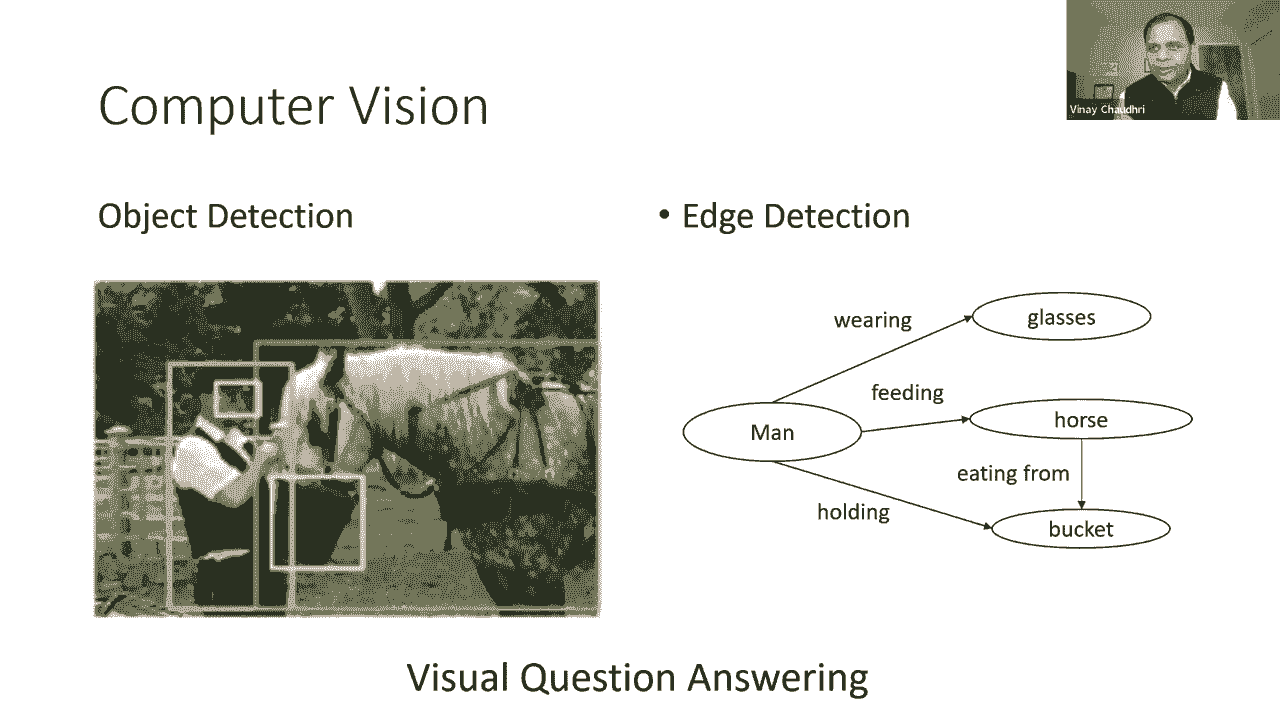 Computer Vision
Vinay Chaudhri
Object Detection
• Edge Detection
wearing
glasses
feeding
Man
horse
eating from
holding
bucket
Visual Question Answering